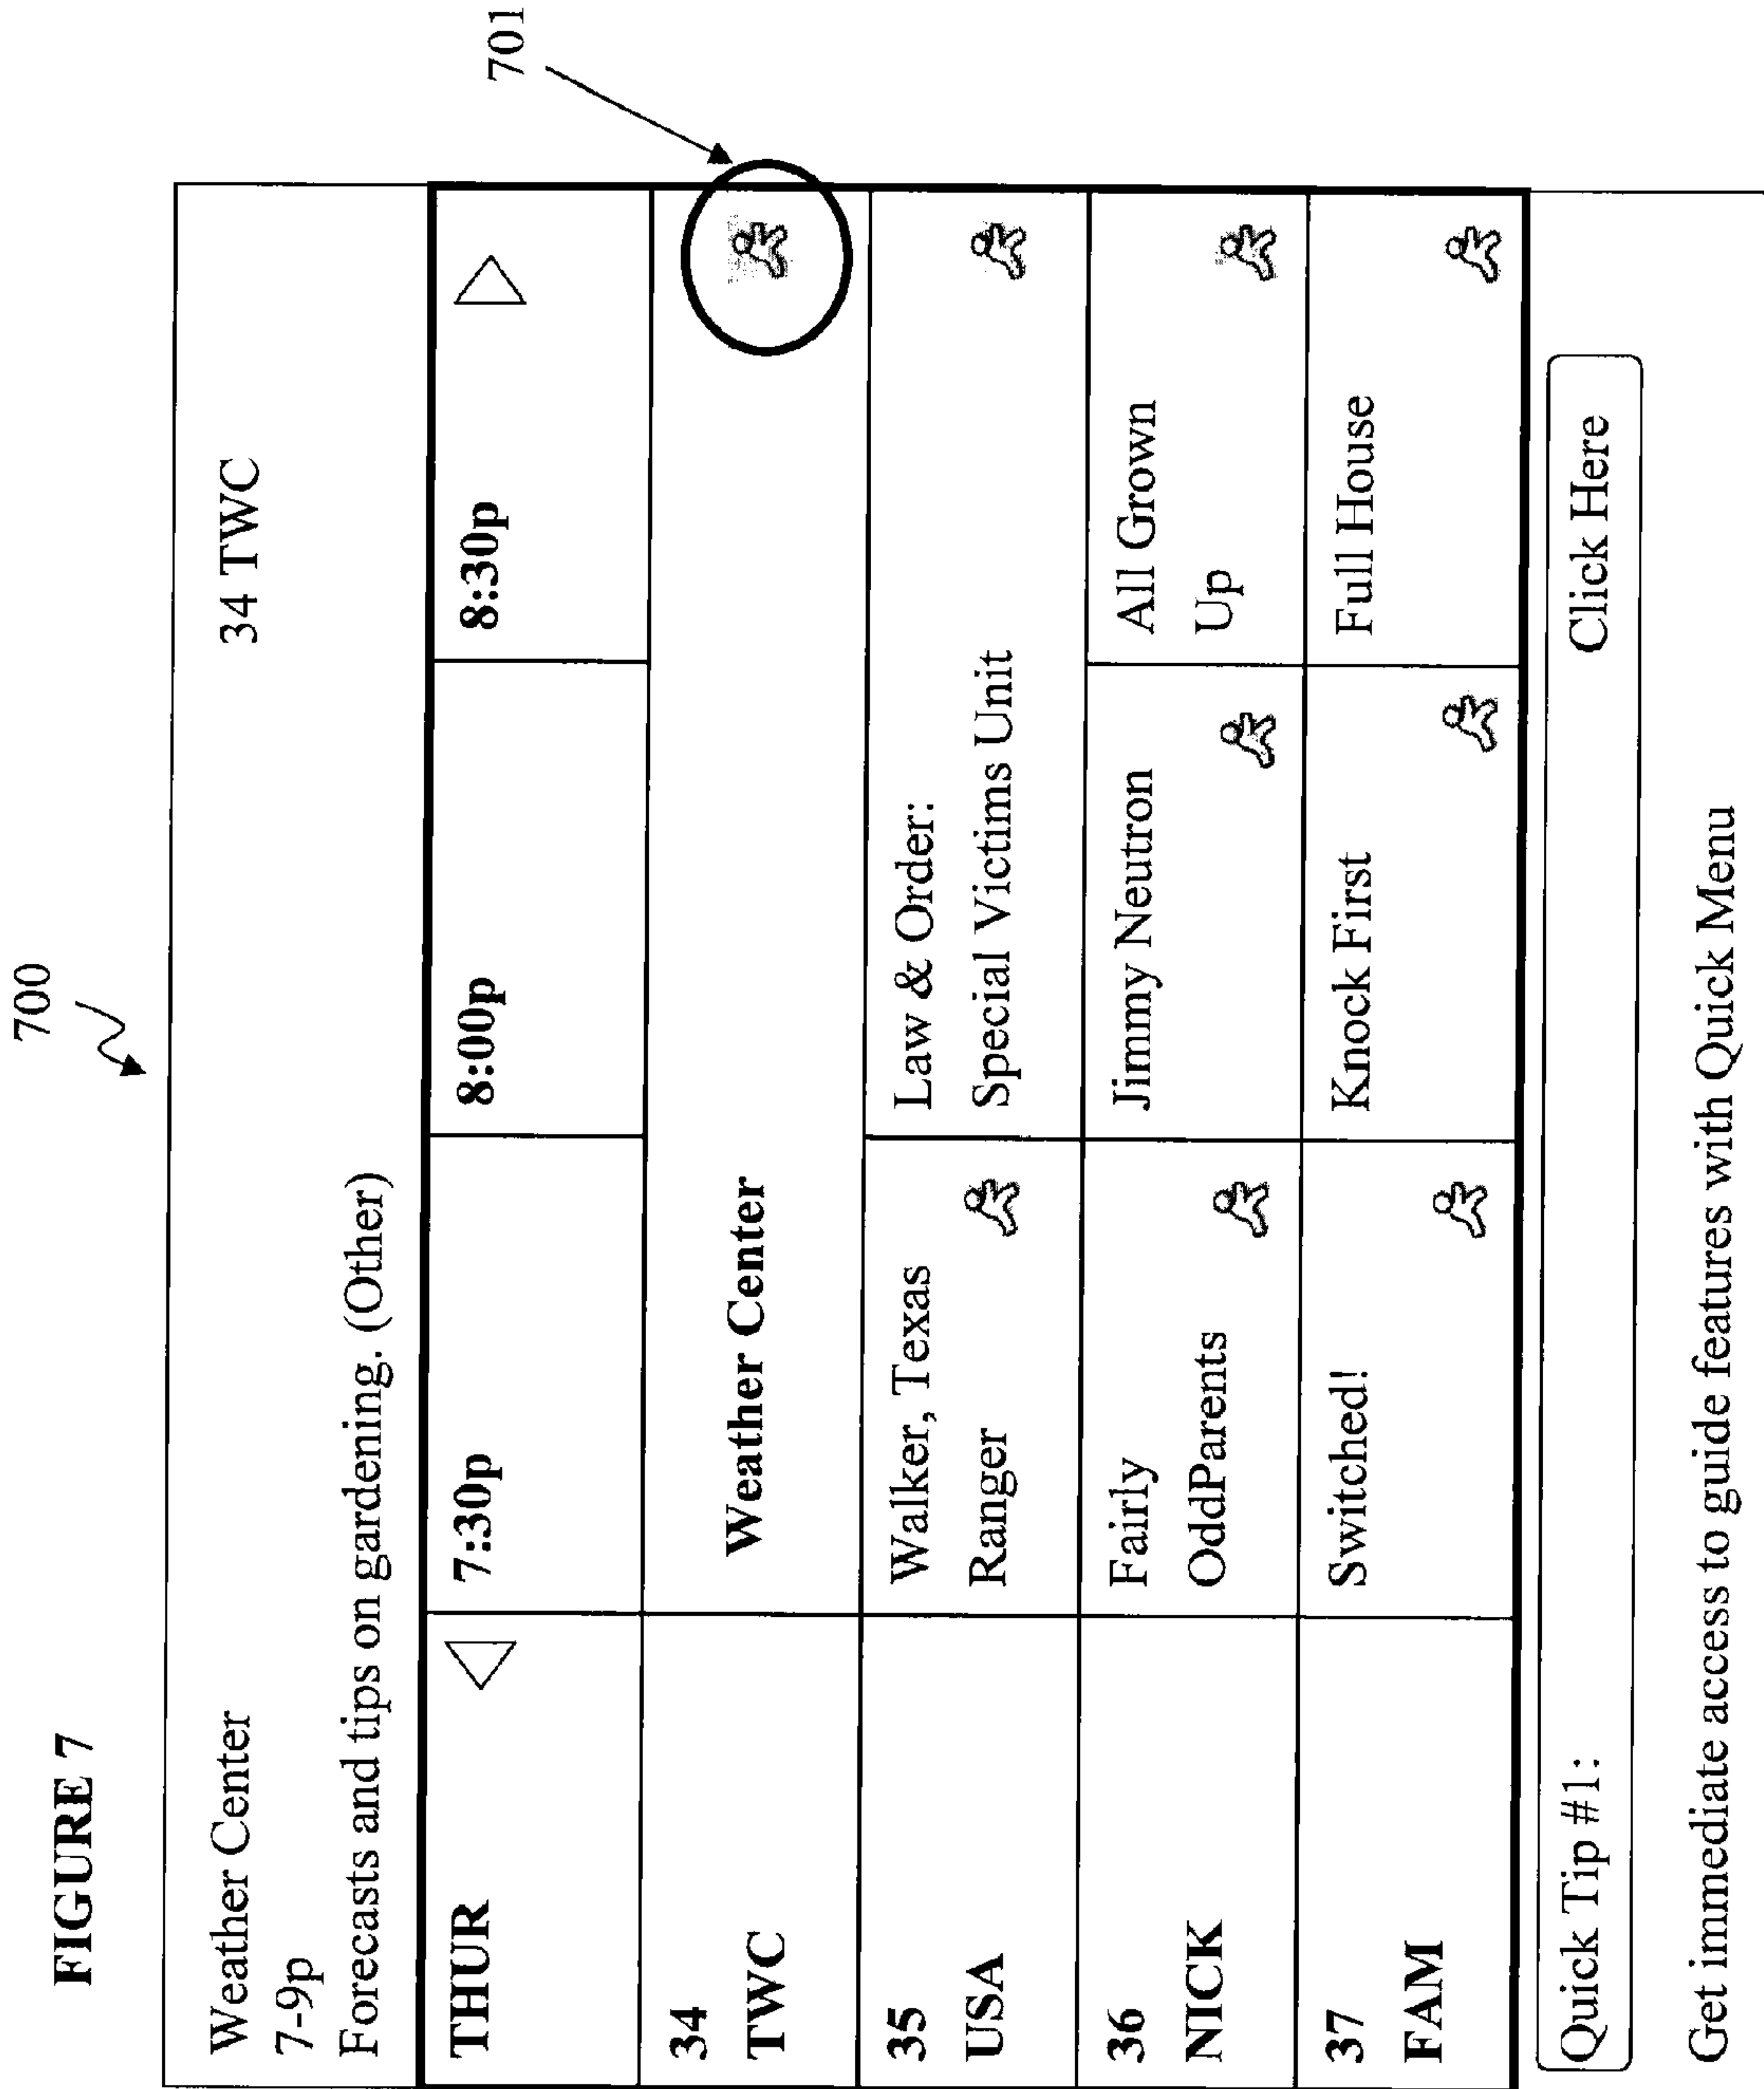 FIGURE 7
700
Weather Center
34 TWC
7-9p
Forecasts and tips on gardening. (Other)
THUR
7:30p
8:00p
8:30p
701
34
TWC
Weather Center
35
USA
Walker, Texas
Ranger
Law & Order:
Special Victims Unit
36
NICK
Fairly
OddParents
Jimmy Neutron
All Grown
Up
37
FAM
Switched!
Knock First
Full House
Quick Tip #1:
Click Here
Get immediate access to guide features with Quick Menu